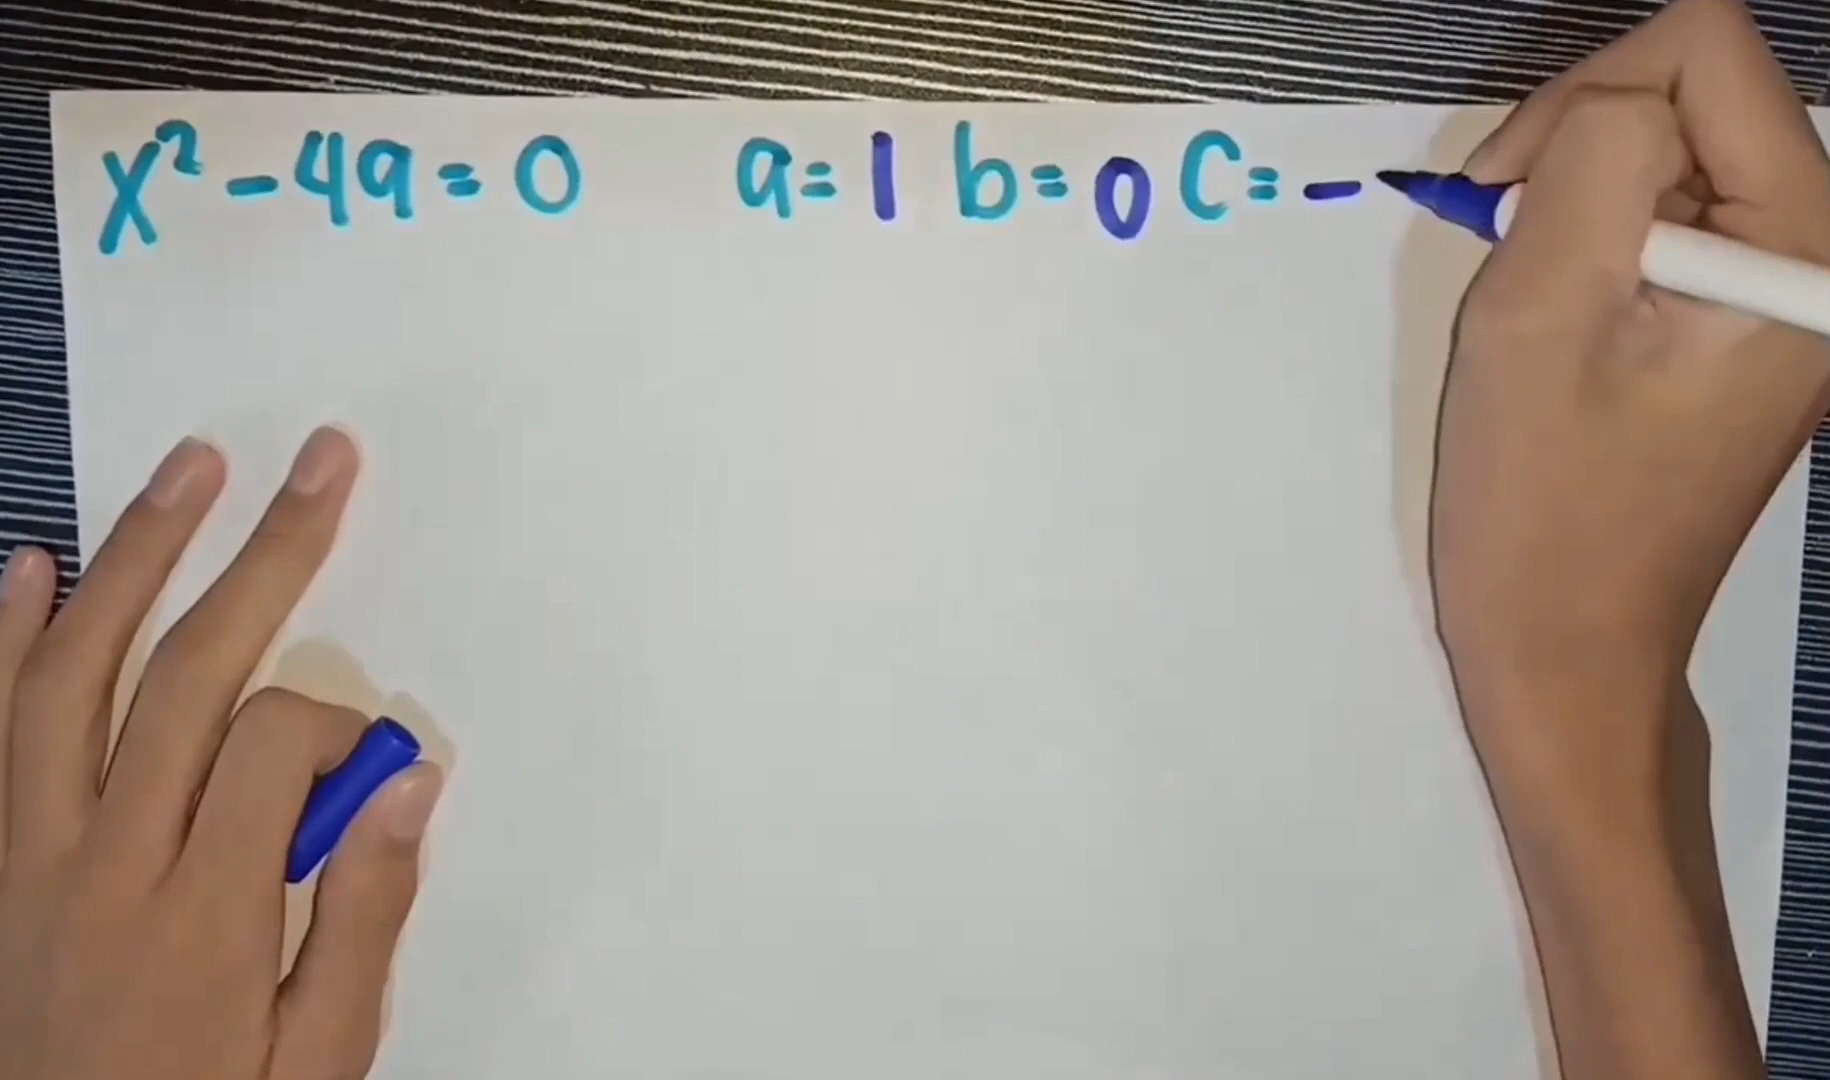 x² - 49 = 0 a = 1 b = 0 c = -